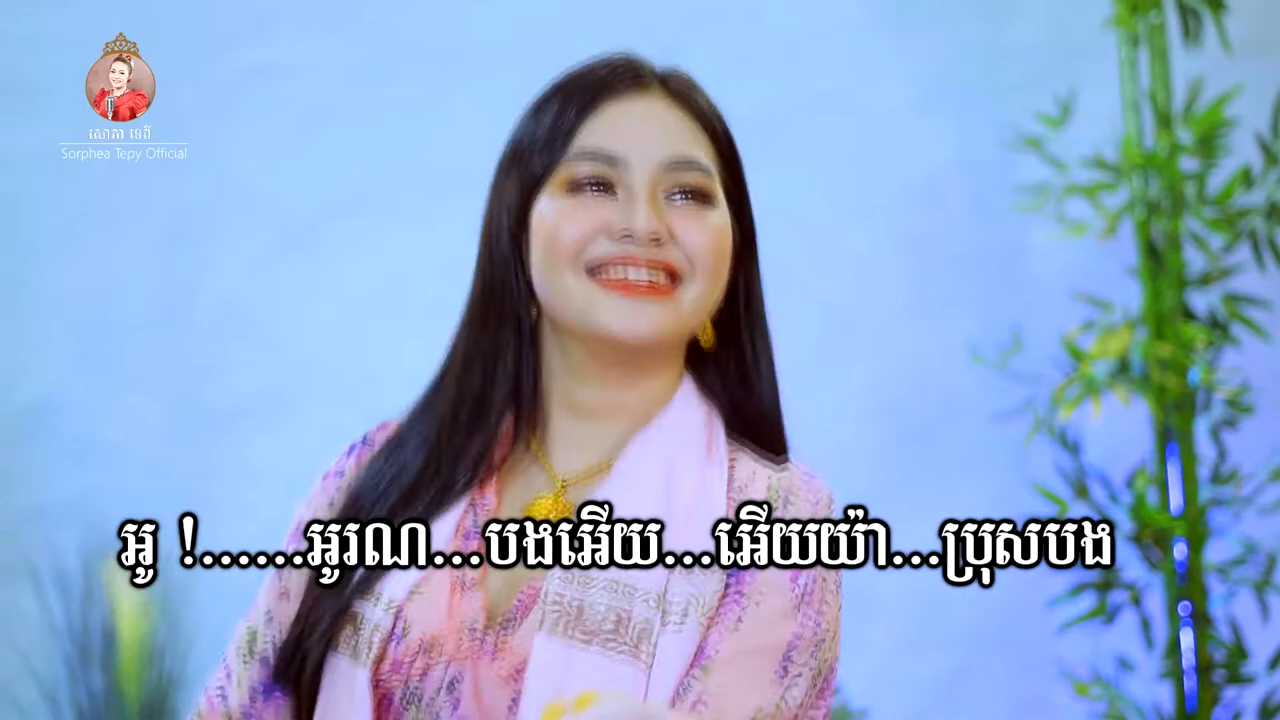 សោភា ទេពី
Sorphea Tepy Official
អូ !.......អូរណ...បងអើយ...អើយយ៉ា...ប្រុសបង